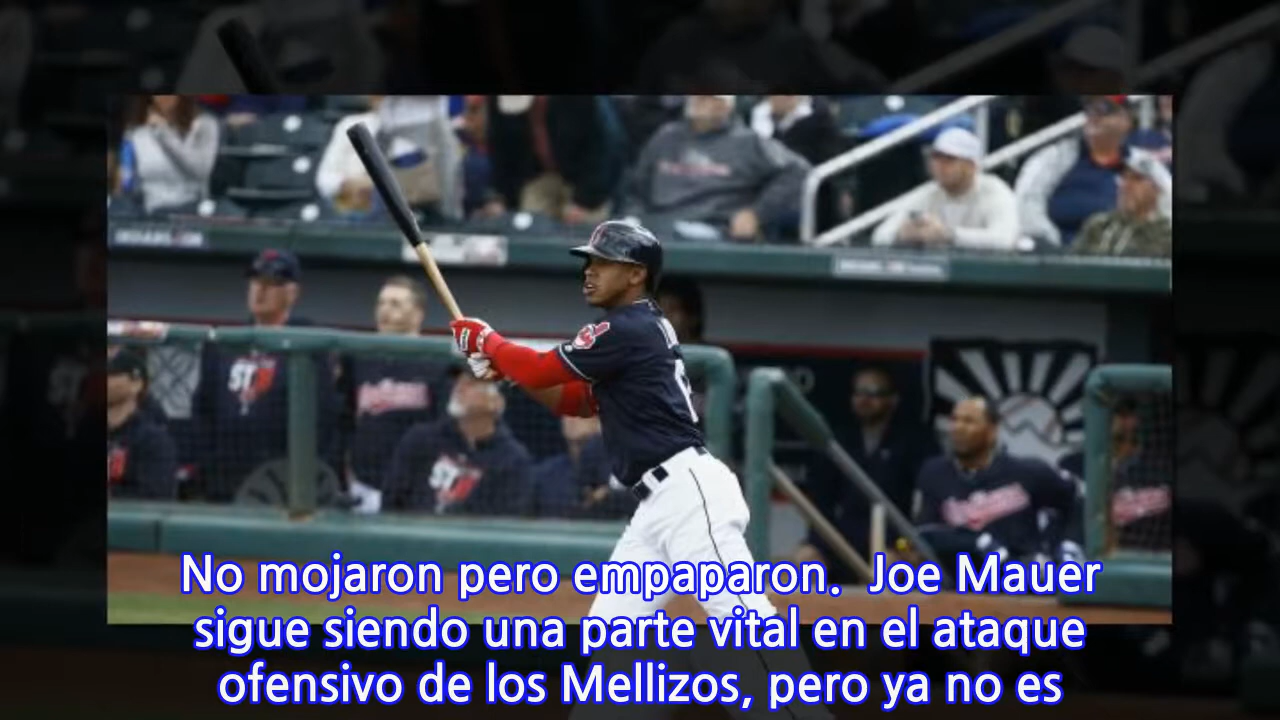 No mojaron pero empaparon.  Joe Mauer
sigue siendo una parte vital en el ataque
ofensivo de los Mellizos, pero ya no es